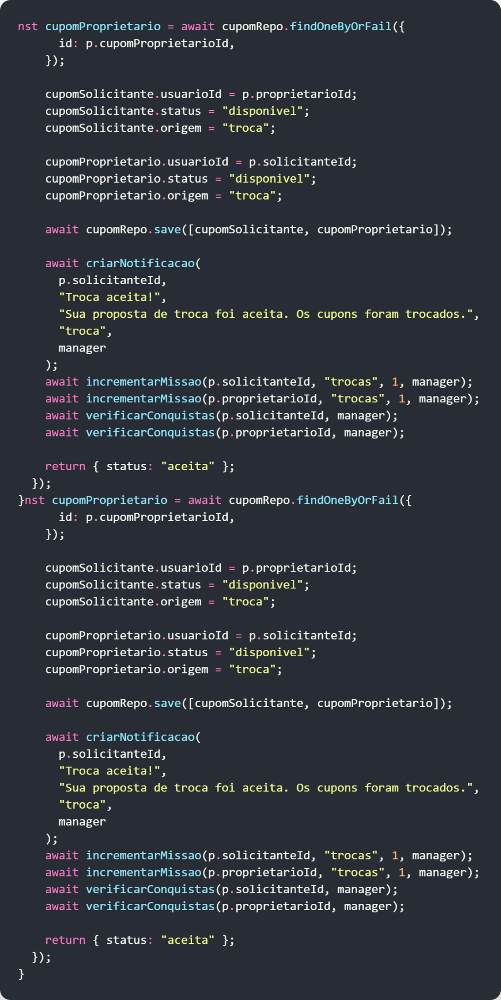 nst cupomProprietario = await cupomRepo.findOneByOrFail({
      id: p.cupomProprietarioId,
    });

    cupomSolicitante.usuarioId = p.proprietarioId;
    cupomSolicitante.status = "disponivel";
    cupomSolicitante.origem = "troca";

    cupomProprietario.usuarioId = p.solicitanteId;
    cupomProprietario.status = "disponivel";
    cupomProprietario.origem = "troca";

    await cupomRepo.save([cupomSolicitante, cupomProprietario]);

    await criarNotificacao(
      p.solicitanteId,
      "Troca aceita!",
      "Sua proposta de troca foi aceita. Os cupons foram trocados.",
      "troca",
      manager
    );
    await incrementarMissao(p.solicitanteId, "trocas", 1, manager);
    await incrementarMissao(p.proprietarioId, "trocas", 1, manager);
    await verificarConquistas(p.solicitanteId, manager);
    await verificarConquistas(p.proprietarioId, manager);

    return { status: "aceita" };
  });
}nst cupomProprietario = await cupomRepo.findOneByOrFail({
      id: p.cupomProprietarioId,
    });

    cupomSolicitante.usuarioId = p.proprietarioId;
    cupomSolicitante.status = "disponivel";
    cupomSolicitante.origem = "troca";

    cupomProprietario.usuarioId = p.solicitanteId;
    cupomProprietario.status = "disponivel";
    cupomProprietario.origem = "troca";

    await cupomRepo.save([cupomSolicitante, cupomProprietario]);

    await criarNotificacao(
      p.solicitanteId,
      "Troca aceita!",
      "Sua proposta de troca foi aceita. Os cupons foram trocados.",
      "troca",
      manager
    );
    await incrementarMissao(p.solicitanteId, "trocas", 1, manager);
    await incrementarMissao(p.proprietarioId, "trocas", 1, manager);
    await verificarConquistas(p.solicitanteId, manager);
    await verificarConquistas(p.proprietarioId, manager);

    return { status: "aceita" };
  });
}